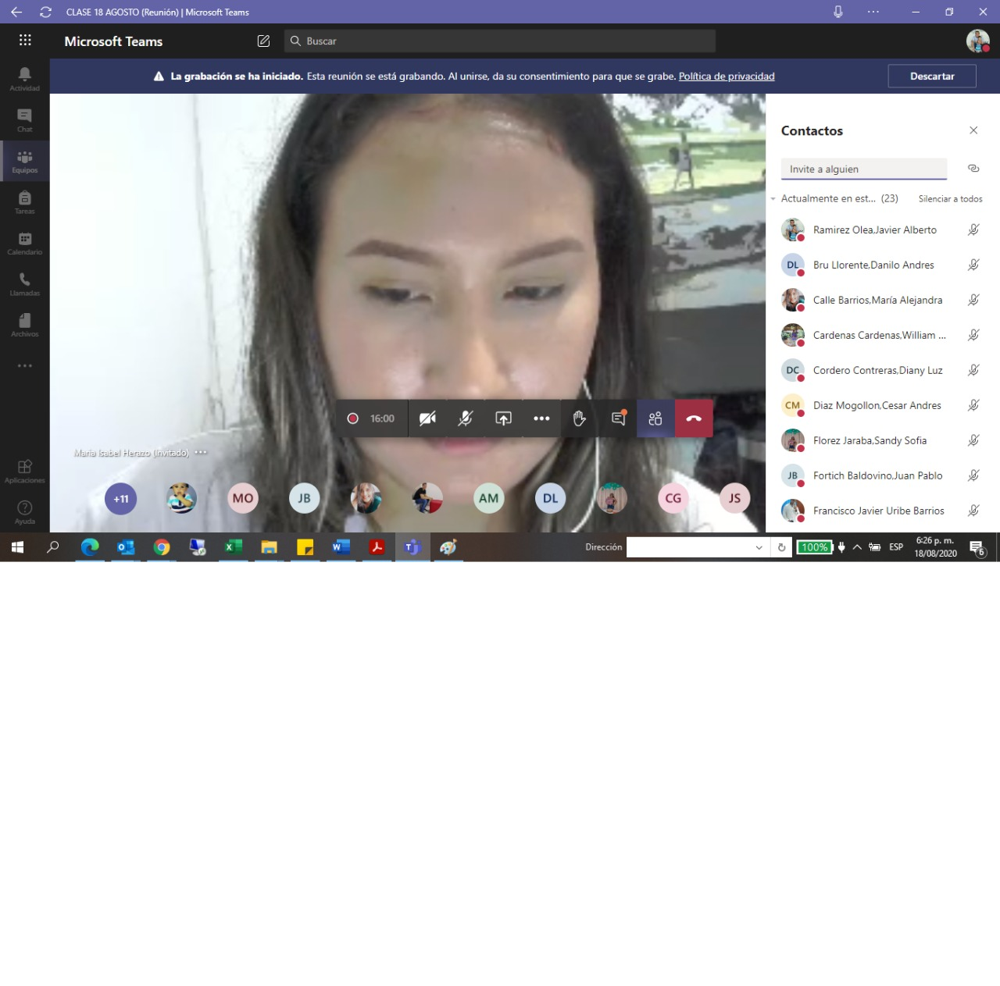 CLASE 18 AGOSTO (Reunión) | Microsoft Teams
Microsoft Teams
Buscar
La grabación se ha iniciado. Esta reunión se está grabando. Al unirse, da su consentimiento para que se grabe. Política de privacidad
Descartar
Actividad
Chat
Equipos
Tareas
Calendario
Llamadas
Archivos
Aplicaciones
Ayuda
16:00
Maria Isabel Herazo (Invitado)
+11
MO
JB
AM
DL
CG
JS
Contactos
Invite a alguien
Actualmente en est... (23)
Silenciar a todos
Ramirez Olea,Javier Alberto
DL Bru Llorente,Danilo Andres
Calle Barrios,María Alejandra
Cardenas Cardenas,William ...
DC Cordero Contreras,Diany Luz
CM Diaz Mogollon,Cesar Andres
Florez Jaraba,Sandy Sofia
JB Fortich Baldovino,Juan Pablo
Francisco Javier Uribe Barrios
Dirección
100%
ESP
6:26 p. m.
18/08/2020
6